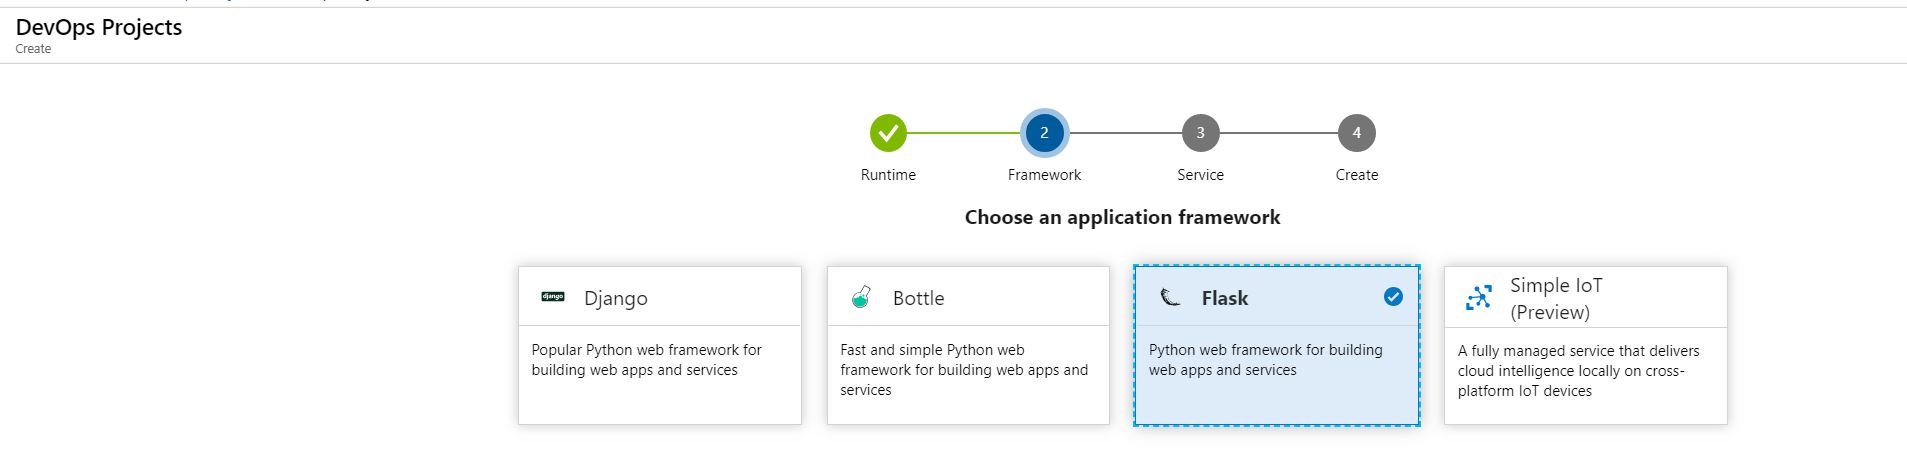 DevOps Projects
Create
2
3
4
Runtime
Framework
Service
Create
Choose an application framework
django
Django
Popular Python web framework for
building web apps and services
Bottle
Fast and simple Python web
framework for building web apps and
services
Flask
Python web framework for building
web apps and services
Simple IoT
(Preview)
A fully managed service that delivers
cloud intelligence locally on cross-
platform IoT devices